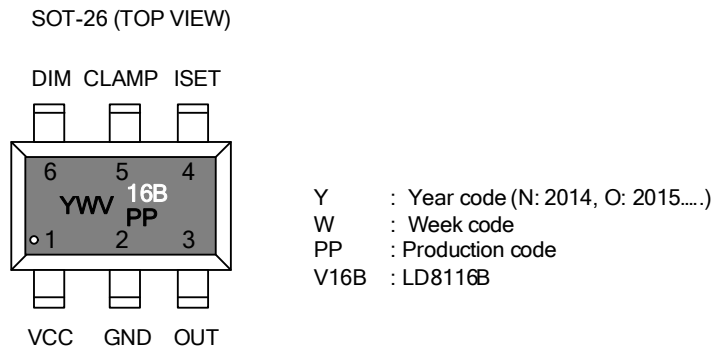 SOT-26 (TOP VIEW)
DIM CLAMP ISET
6 5 4
YWV 16B
PP
1 2 3
VCC GND OUT
Y : Year code (N: 2014, O: 2015.....)
W : Week code
PP : Production code
V16B : LD8116B